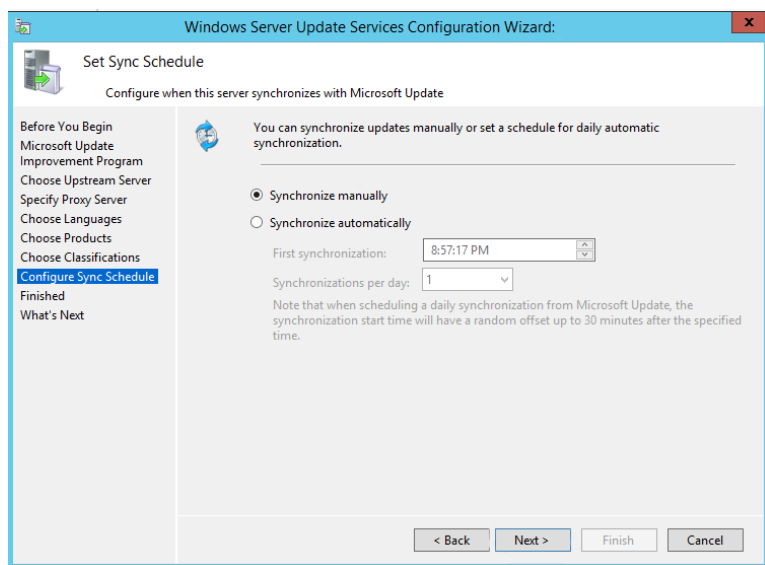 Windows Server Update Services Configuration Wizard:
x
Set Sync Schedule
Configure when this server synchronizes with Microsoft Update
Before You Begin
Microsoft Update
Improvement Program
Choose Upstream Server
Specify Proxy Server
Choose Languages
Choose Products
Choose Classifications
Configure Sync Schedule
Finished
What's Next
You can synchronize updates manually or set a schedule for daily automatic
synchronization.
Synchronize manually
Synchronize automatically
First synchronization:
8:57:17 PM
Synchronizations per day:
1
Note that when scheduling a daily synchronization from Microsoft Update, the
synchronization start time will have a random offset up to 30 minutes after the specified
time.
< Back
Next >
Finish
Cancel